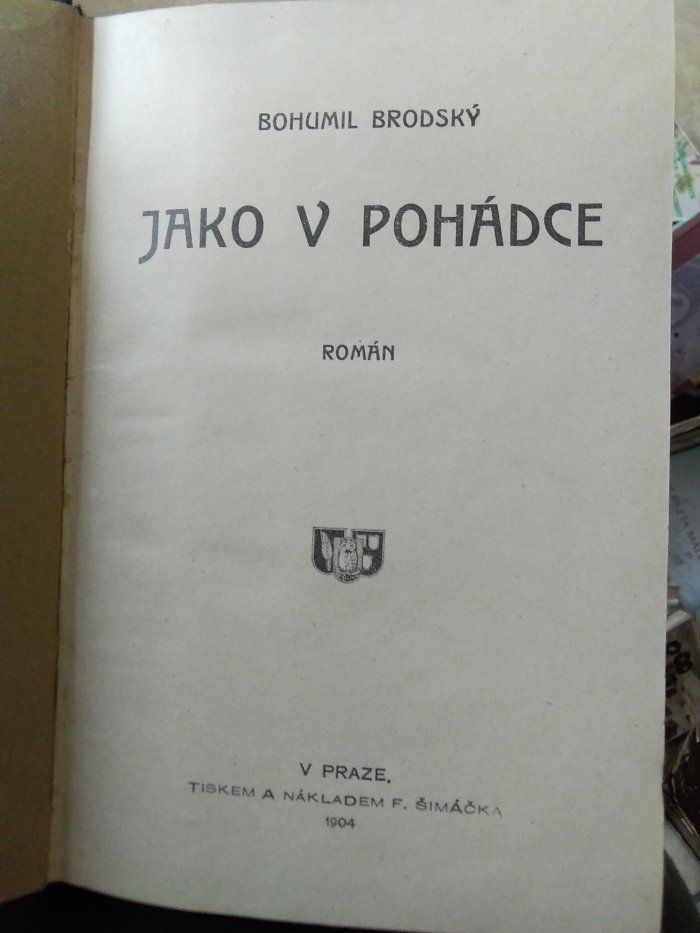 BOHUMIL BRODSKÝ
JAKO V POHÁDCE
ROMÁN
V PRAZE.
TISKEM A NÁKLADEM F. ŠIMÁČKA
1904